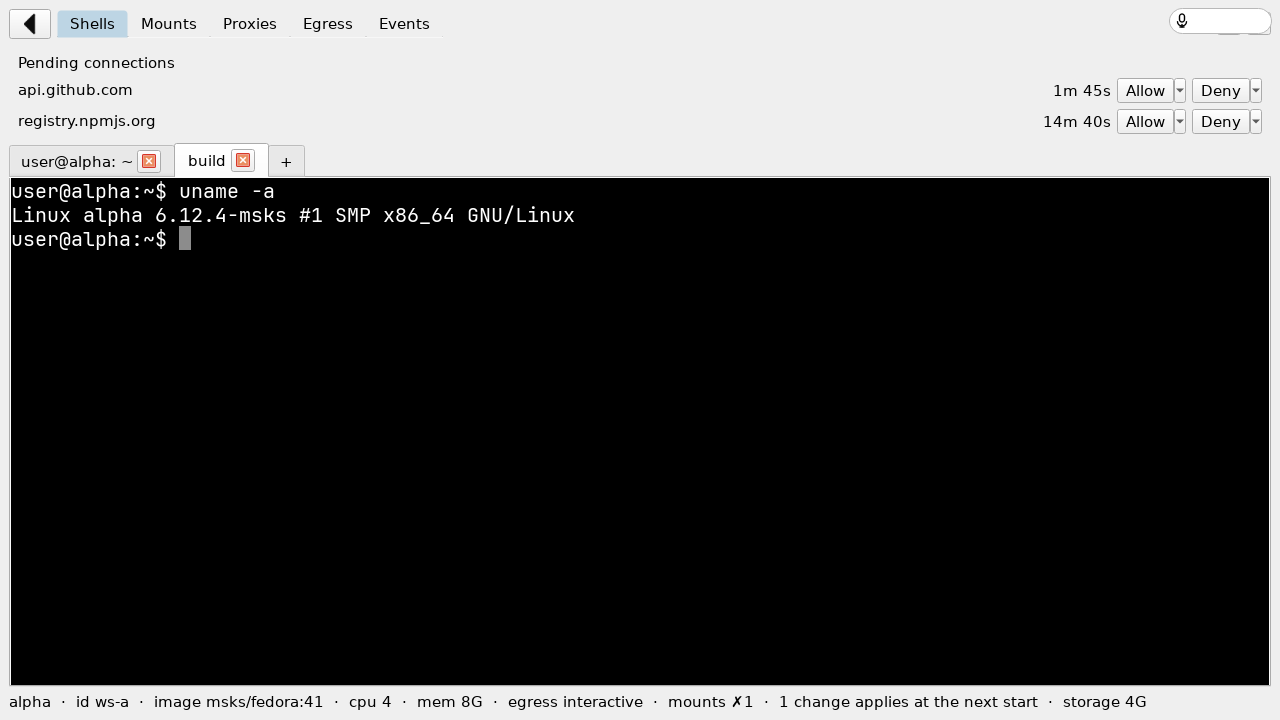 Shells Mounts Proxies Egress Events
Pending connections
api.github.com 1m 45s Allow Deny
registry.npmjs.org 14m 40s Allow Deny
user@alpha: ~ build +
user@alpha:~$ uname -a
Linux alpha 6.12.4-msks #1 SMP x86_64 GNU/Linux
user@alpha:~$
alpha · id ws-a · image msks/fedora:41 · cpu 4 · mem 8G · egress interactive · mounts ✗1 · 1 change applies at the next start · storage 4G